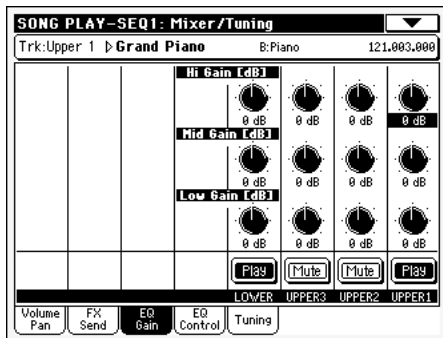 SONG PLAY-SEQ1: Mixer/Tuning
Trk:Upper 1 Grand Piano B:Piano 121.003.000
Hi Gain [dB]
0 dB 0 dB 0 dB 0 dB
Mid Gain [dB]
0 dB 0 dB 0 dB 0 dB
Low Gain [dB]
0 dB 0 dB 0 dB 0 dB
Play Mute Mute Play
LOWER UPPER3 UPPER2 UPPER1
Volume Pan FX Send EQ Gain EQ Control Tuning